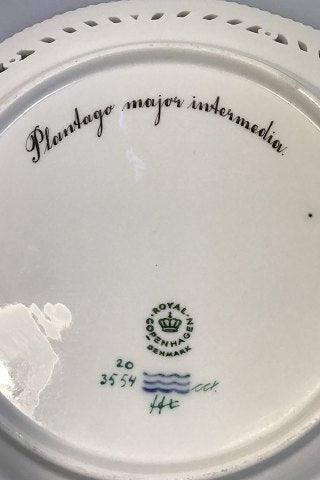 Plantago major intermedia.
ROYAL
COPENHAGEN
DENMARK
20
3554